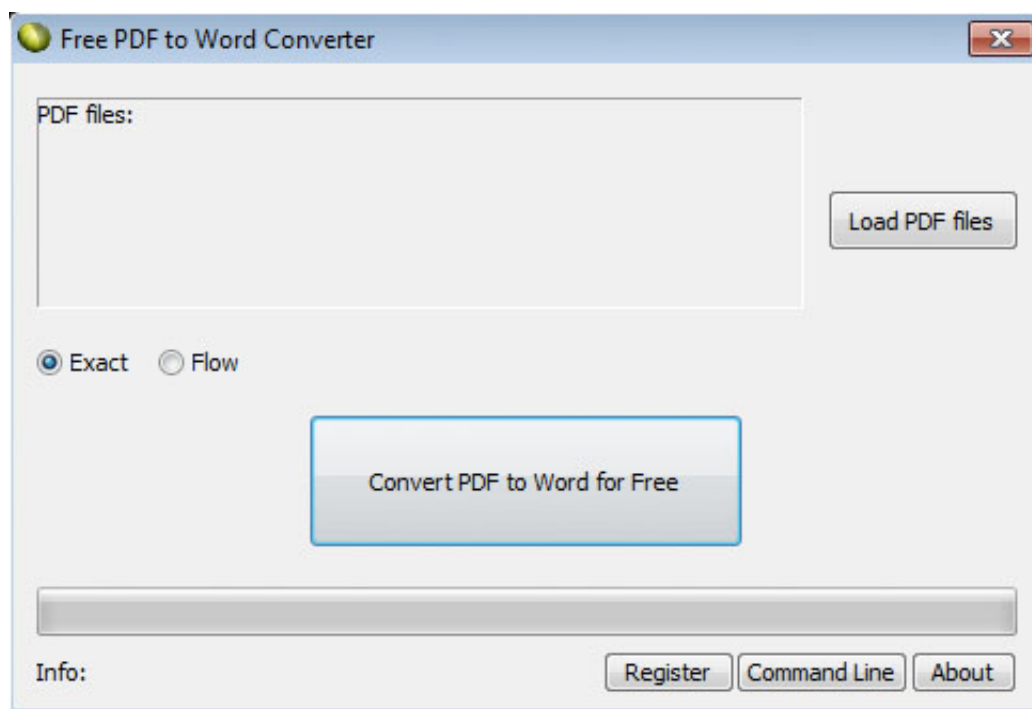 Free PDF to Word Converter
PDF files:
Load PDF files
Exact Flow
Convert PDF to Word for Free
Info:
Register Command Line About